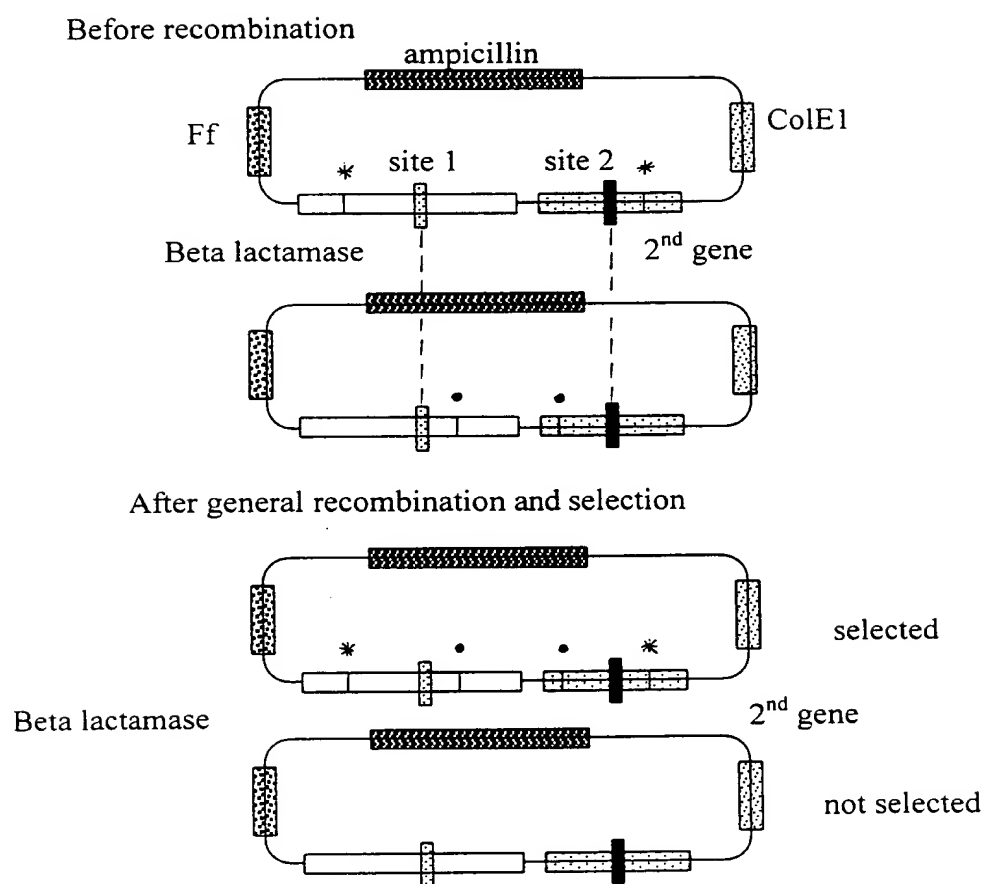 Before recombination
ampicillin
Ff
ColE1
site 1
site 2
Beta lactamase
2nd gene
After general recombination and selection
selected
Beta lactamase
2nd gene
not selected